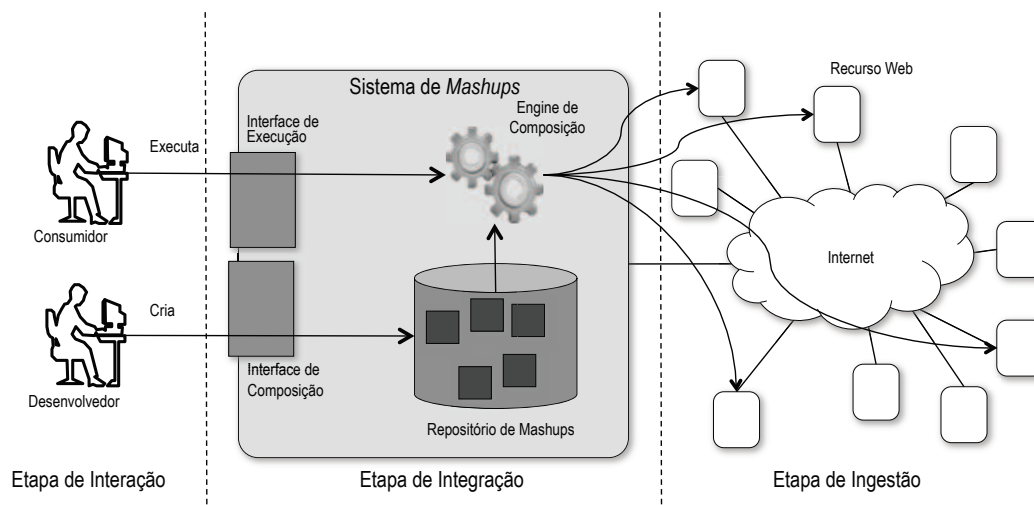 Sistema de Mashups
Recurso Web
Engine de
Composição
Interface de
Execução
Executa
Consumidor
Internet
Cria
Interface de
Composição
Desenvolvedor
Repositório de Mashups
Etapa de Interação
Etapa de Integração
Etapa de Ingestão